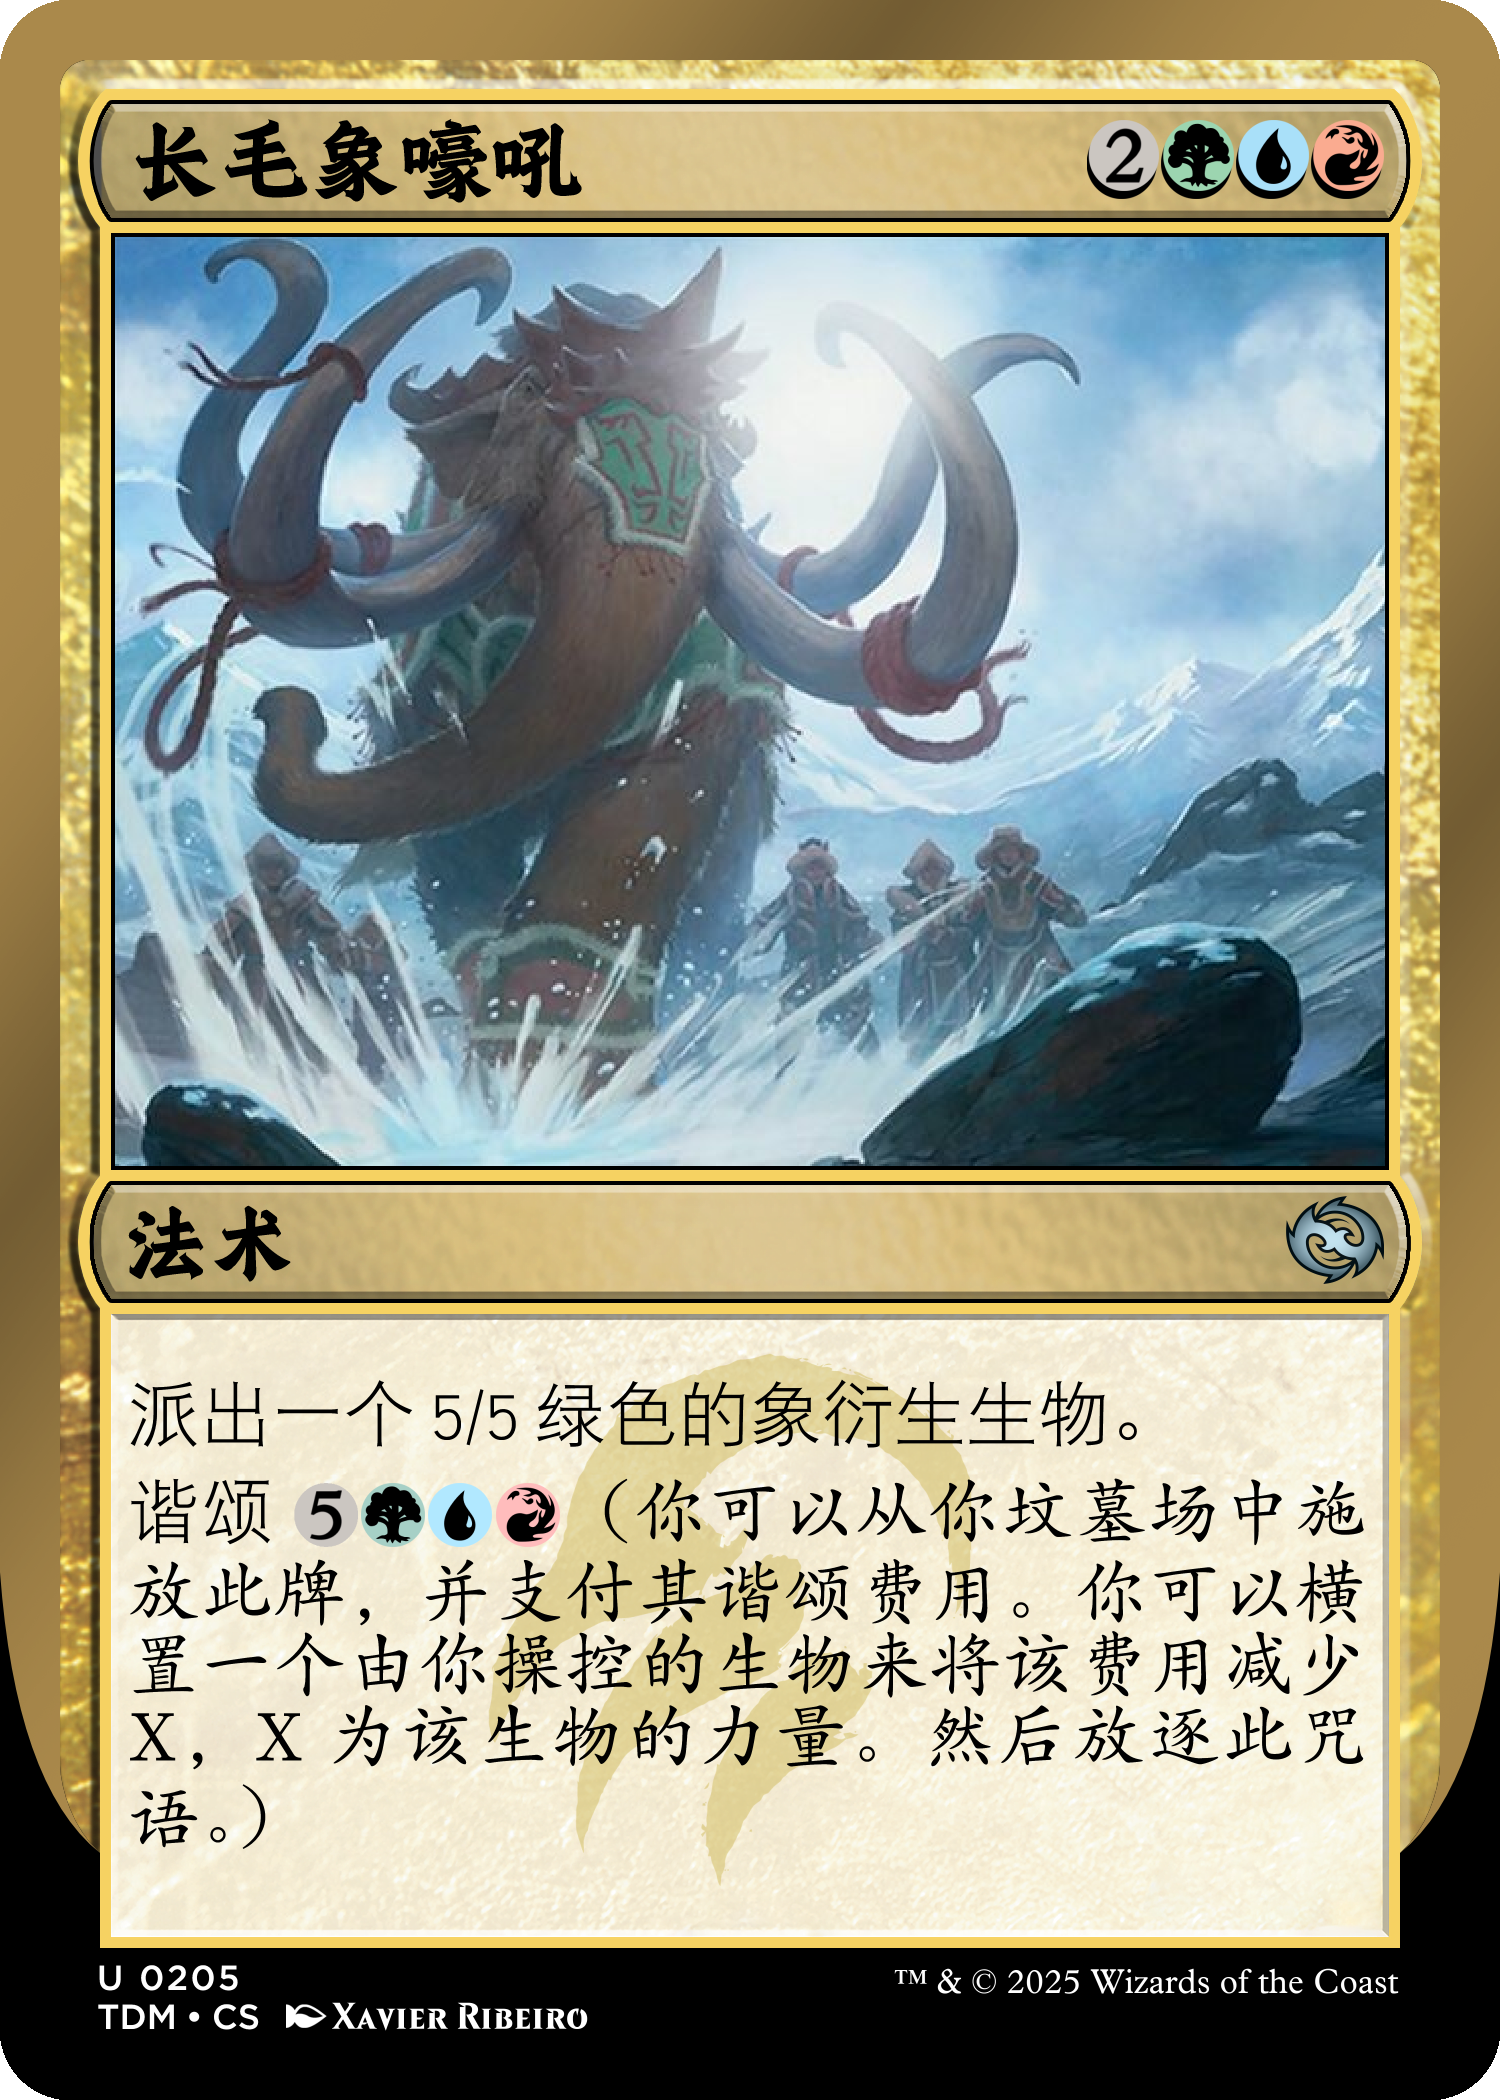 长毛象嚎吼 2
法术
派出一个 5/5 绿色的象衍生生物。
谐颂 5（你可以从你坟墓场中施
放此牌，并支付其谐颂费用。你可以横
置一个由你操控的生物来将该费用减少
X，X 为该生物的力量。然后放逐此咒
语。）
U 0205
TDM • CS XAVIER RIBEIRO
™ & © 2025 Wizards of the Coast